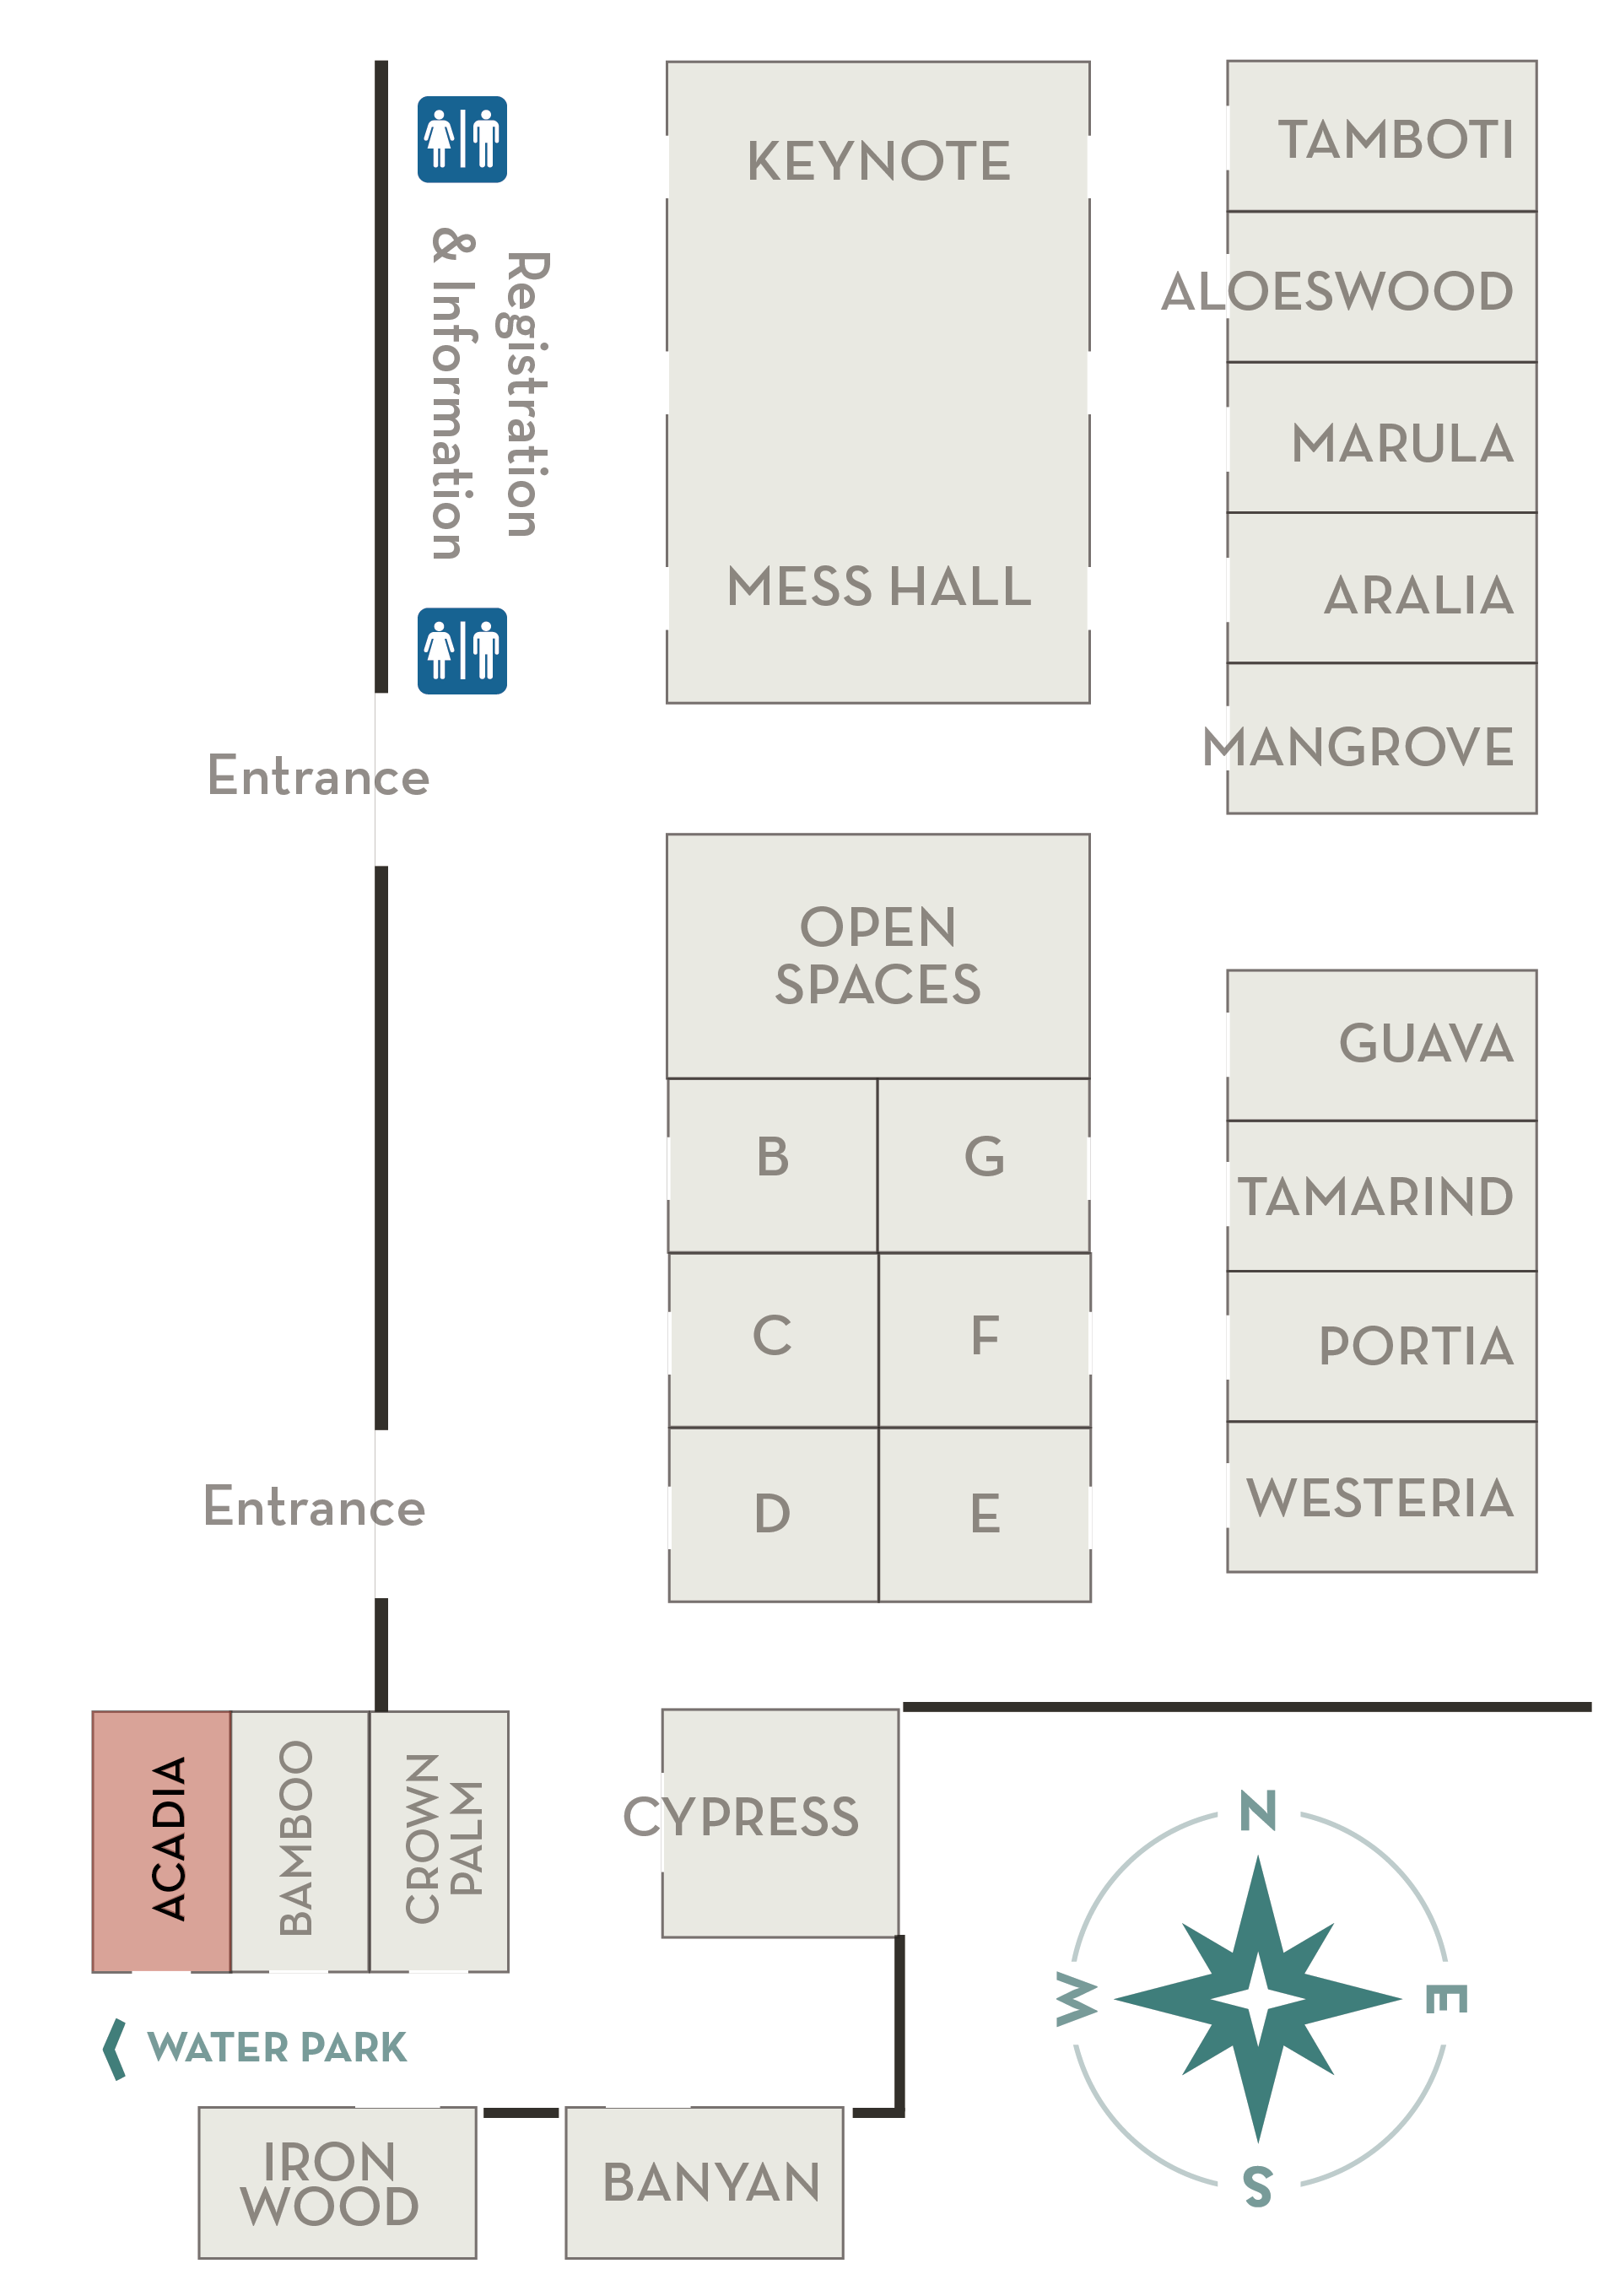 KEYNOTE
MESS HALL
TAMBOTI
ALOESWOOD
MARULA
ARALIA
MANGROVE
Registration
& Information
Entrance
OPEN
SPACES
B
G
C
F
D
E
GUAVA
TAMARIND
PORTIA
WESTERIA
Entrance
ACADIA
BAMBOO
CROWN
PALM
CYPRESS
WATER PARK
IRON
WOOD
BANYAN
N
W
E
S